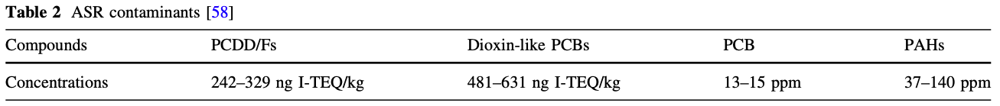 Table 2 ASR contaminants [58]
Compounds PCDD/Fs Dioxin-like PCBs PCB PAHs
Concentrations 242–329 ng I-TEQ/kg 481–631 ng I-TEQ/kg 13–15 ppm 37–140 ppm